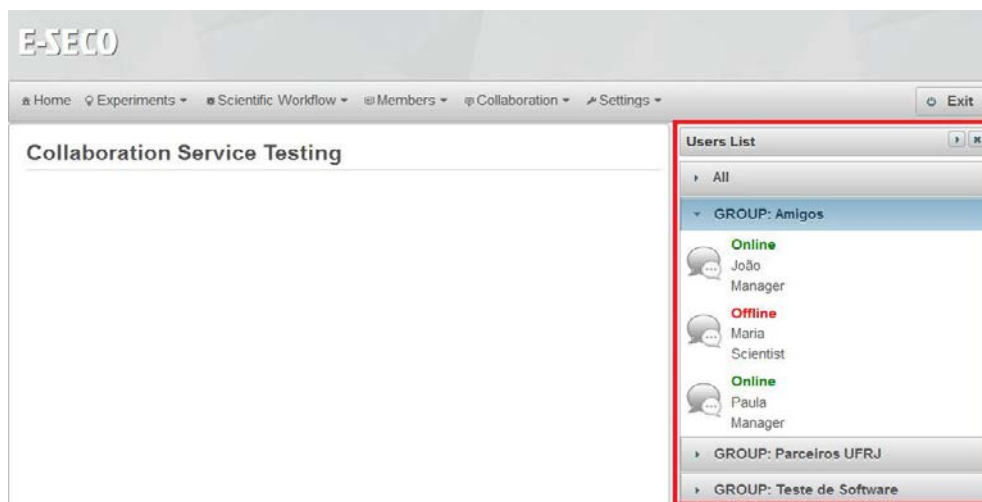 E-SECO
Home Experiments Scientific Workflow Members Collaboration Settings Exit
Collaboration Service Testing
Users List
All
GROUP: Amigos
Online
João
Manager
Offline
Maria
Scientist
Online
Paula
Manager
GROUP: Parceiros UFRJ
GROUP: Teste de Software